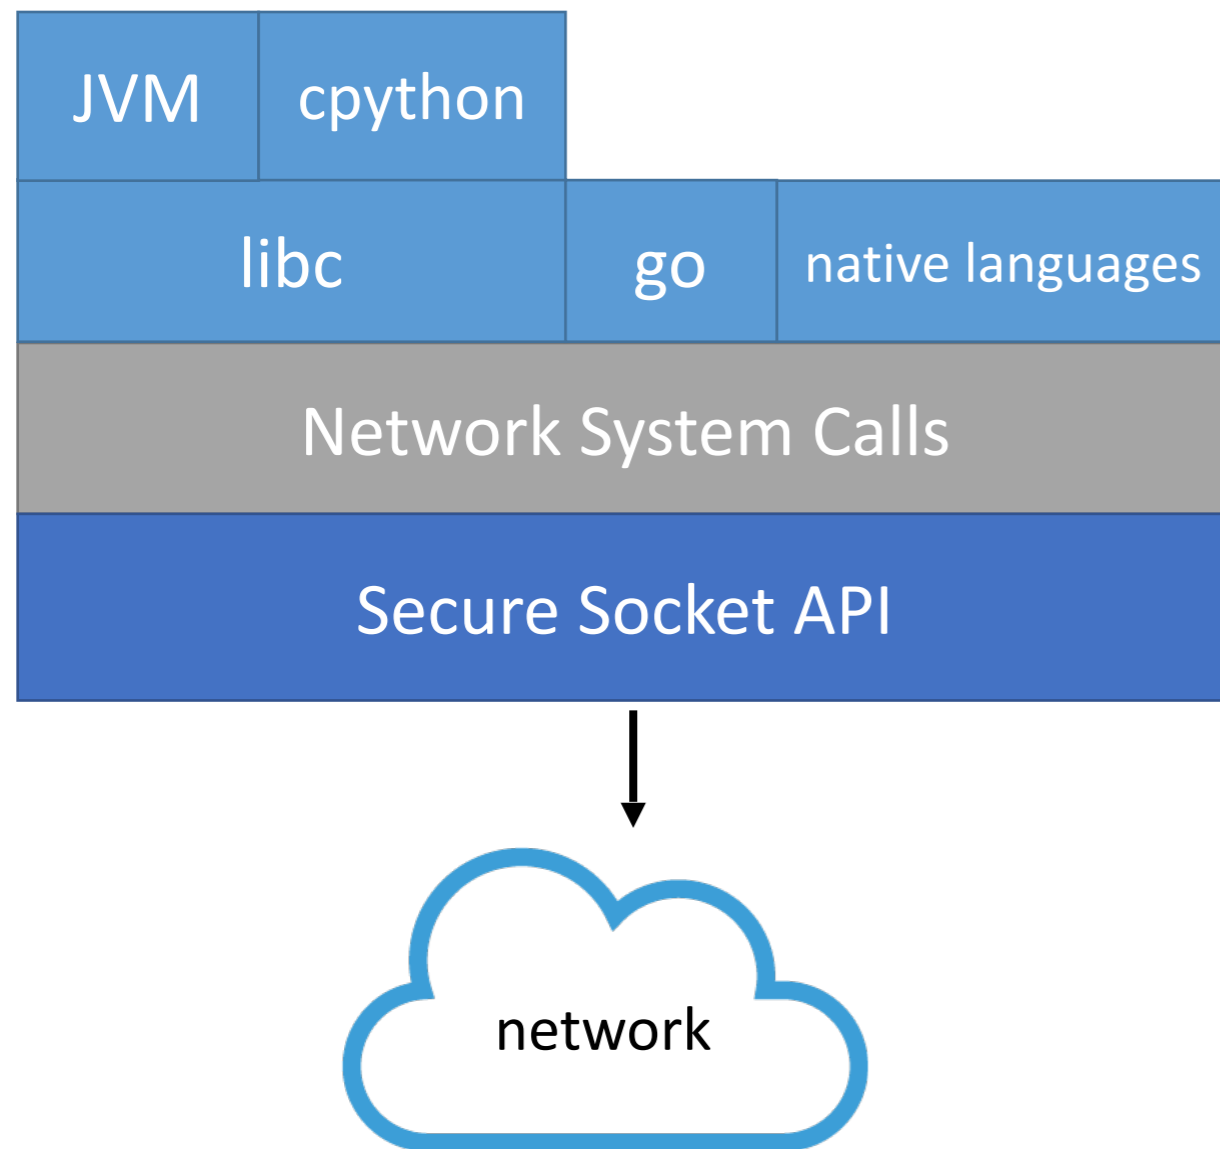 JVM
cpython
libc
go
native languages
Network System Calls
Secure Socket API
network